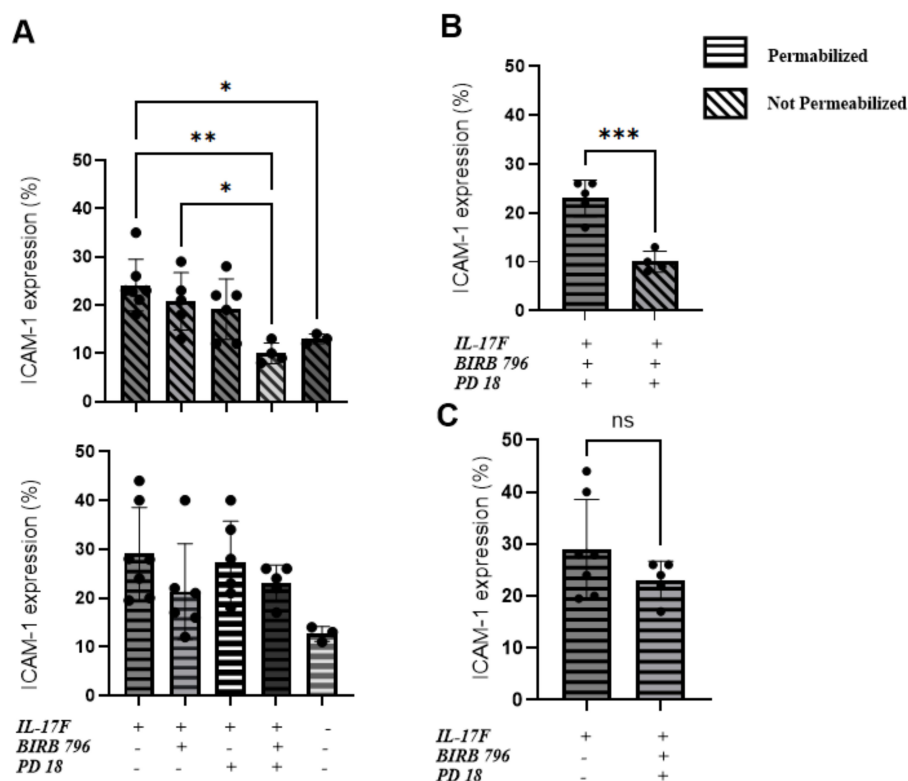 A
ICAM-1 expression (%)
50
40
30
20
10
0
*
**
*
ICAM-1 expression (%)
50
40
30
20
10
0
IL-17F + + + + -
BIRB 796 - + - + -
PD 18 - - + + -
B
ICAM-1 expression (%)
50
40
30
20
10
0
***
IL-17F + +
BIRB 796 + +
PD 18 + +
Permabilized
Not Permeabilized
C
ICAM-1 expression (%)
50
40
30
20
10
0
ns
IL-17F + +
BIRB 796 - +
PD 18 - +